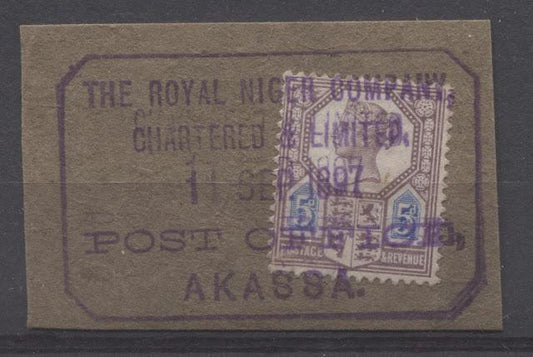 THE ROYAL NIGER COMPANY,
CHARTERED & LIMITED.
11 SEP 1897
POST OFFICE,
AKASSA.
5d 5d
POSTAGE & REVENUE